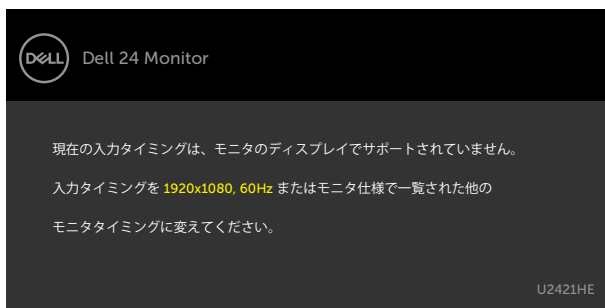 DELL
Dell 24 Monitor
現在の入力タイミングは、モニタのディスプレイでサポートされていません。
入力タイミングを 1920x1080, 60Hz またはモニタ仕様で一覧された他の
モニタタイミングに変えてください。
U2421HE